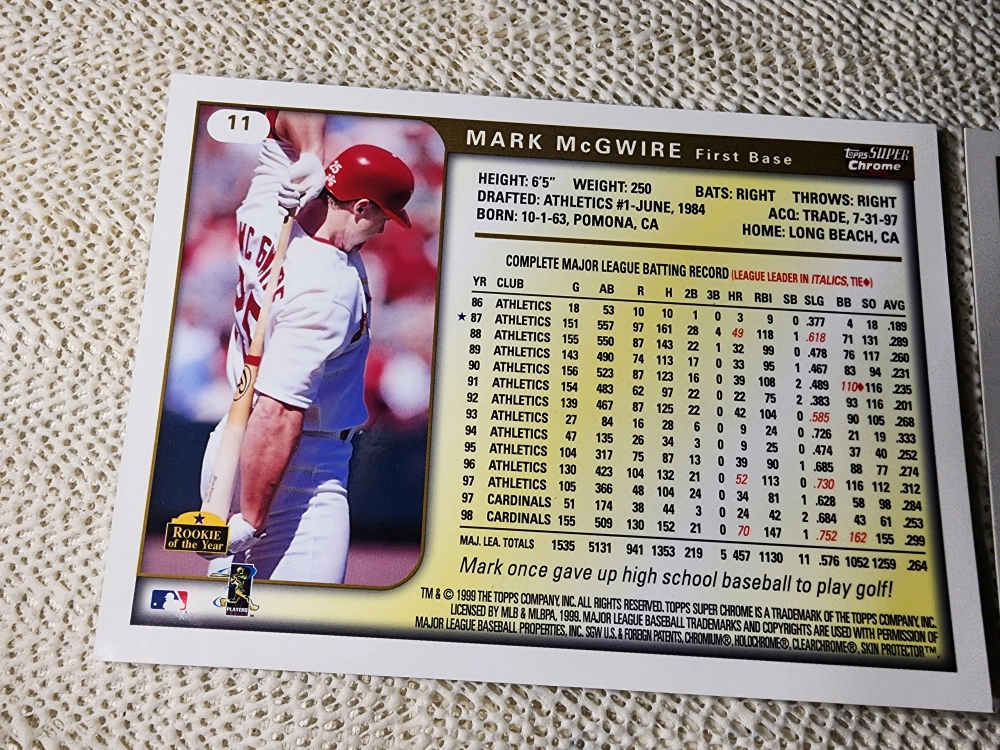 11
MARK McGWIRE First Base
TOPPS SUPER Chrome
HEIGHT: 6'5" WEIGHT: 250 BATS: RIGHT THROWS: RIGHT
DRAFTED: ATHLETICS #1-JUNE, 1984 ACQ: TRADE, 7-31-97
BORN: 10-1-63, POMONA, CA HOME: LONG BEACH, CA
COMPLETE MAJOR LEAGUE BATTING RECORD (LEAGUE LEADER IN ITALICS, TIE♦)
YR CLUB G AB R H 2B 3B HR RBI SB SLG BB SO AVG
86 ATHLETICS 18 53 10 10 1 0 3 9 0 .377 4 18 .189
★ 87 ATHLETICS 151 557 97 161 28 4 49 118 1 .618 71 131 .289
88 ATHLETICS 155 550 87 143 22 1 32 99 0 .478 76 117 .260
89 ATHLETICS 143 490 74 113 17 0 33 95 1 .467 83 94 .231
90 ATHLETICS 156 523 87 123 16 0 39 108 2 .489 110♦ 116 .235
91 ATHLETICS 154 483 62 97 22 0 22 75 2 .383 93 116 .201
92 ATHLETICS 139 467 87 125 22 0 42 104 0 .585 90 105 .268
93 ATHLETICS 27 84 16 28 6 0 9 24 0 .726 21 19 .333
94 ATHLETICS 47 135 26 34 3 0 9 25 0 .474 37 40 .252
95 ATHLETICS 104 317 75 87 13 0 39 90 1 .685 88 77 .274
96 ATHLETICS 130 423 104 132 21 0 52 113 0 .730 116 112 .312
97 ATHLETICS 105 366 48 104 24 0 34 81 1 .628 58 98 .284
97 CARDINALS 51 174 38 44 3 0 24 42 2 .684 43 61 .253
98 CARDINALS 155 509 130 152 21 0 70 147 1 .752 162 155 .299
MAJ. LEA. TOTALS 1535 5131 941 1353 219 5 457 1130 11 .576 1052 1259 .264
Mark once gave up high school baseball to play golf!
TM & © 1999 THE TOPPS COMPANY, INC. ALL RIGHTS RESERVED. TOPPS SUPER CHROME IS A TRADEMARK OF THE TOPPS COMPANY, INC.
LICENSED BY MLB & MLBPA, 1999. MAJOR LEAGUE BASEBALL TRADEMARKS AND COPYRIGHTS ARE USED WITH PERMISSION OF
MAJOR LEAGUE BASEBALL PROPERTIES, INC. SGW U.S. & FOREIGN PATENTS, CHROMIUM®, HOLOCHROME®, CLEARCHROME®, SKIN PROTECTOR™.
25
MC GWIRE
25
ROOKIE
of the Year
PLAYERS